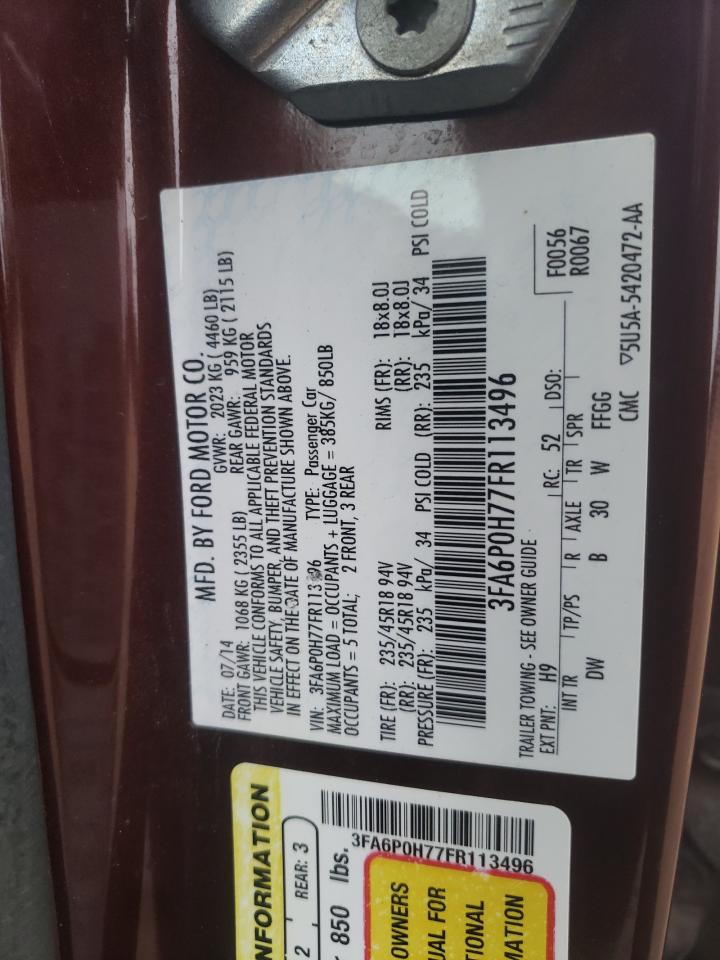 MFD. BY FORD MOTOR CO.
DATE: 07/14 GVWR: 2023 KG ( 4460 LB)
FRONT GAWR: 1068 KG ( 2355 LB) REAR GAWR: 959 KG ( 2115 LB)
THIS VEHICLE CONFORMS TO ALL APPLICABLE FEDERAL MOTOR
VEHICLE SAFETY, BUMPER, AND THEFT PREVENTION STANDARDS
IN EFFECT ON THE DATE OF MANUFACTURE SHOWN ABOVE.
VIN: 3FA6P0H77FR113496 TYPE: Passenger Car
MAXIMUM LOAD = OCCUPANTS + LUGGAGE = 385KG/ 850LB
OCCUPANTS = 5 TOTAL; 2 FRONT, 3 REAR
TIRE (FR): 235/45R18 94V RIMS (FR): 18x8.0J
(RR): 235/45R18 94V (RR): 18x8.0J
PRESSURE (FR): 235 kPa/ 34 PSI COLD (RR): 235 kPa/ 34 PSI COLD
3FA6P0H77FR113496
TRAILER TOWING - SEE OWNER GUIDE
EXT PNT: H9 RC: 52 DSO: F0056
R0067
INT TR TP/PS R AXLE TR SPR
DW B 30 W FFGG
CMC ▽5U5A-5420472-AA
NFORMATION
2 REAR: 3
850 lbs.
3FA6P0H77FR113496
OWNERS
UAL FOR
TIONAL
MATION